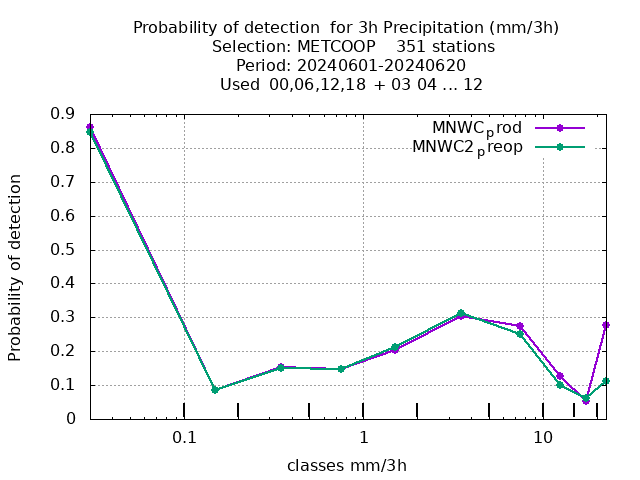 Probability of detection  for 3h Precipitation (mm/3h)
Selection: METCOOP    351 stations
Period: 20240601-20240620
Used  00,06,12,18  + 03 04 ... 12
MNWCprod
MNWC2preop
0.9
0.8
0.7
0.6
0.5
0.4
0.3
0.2
0.1
0
Probability of detection
0.1 1 10
classes mm/3h